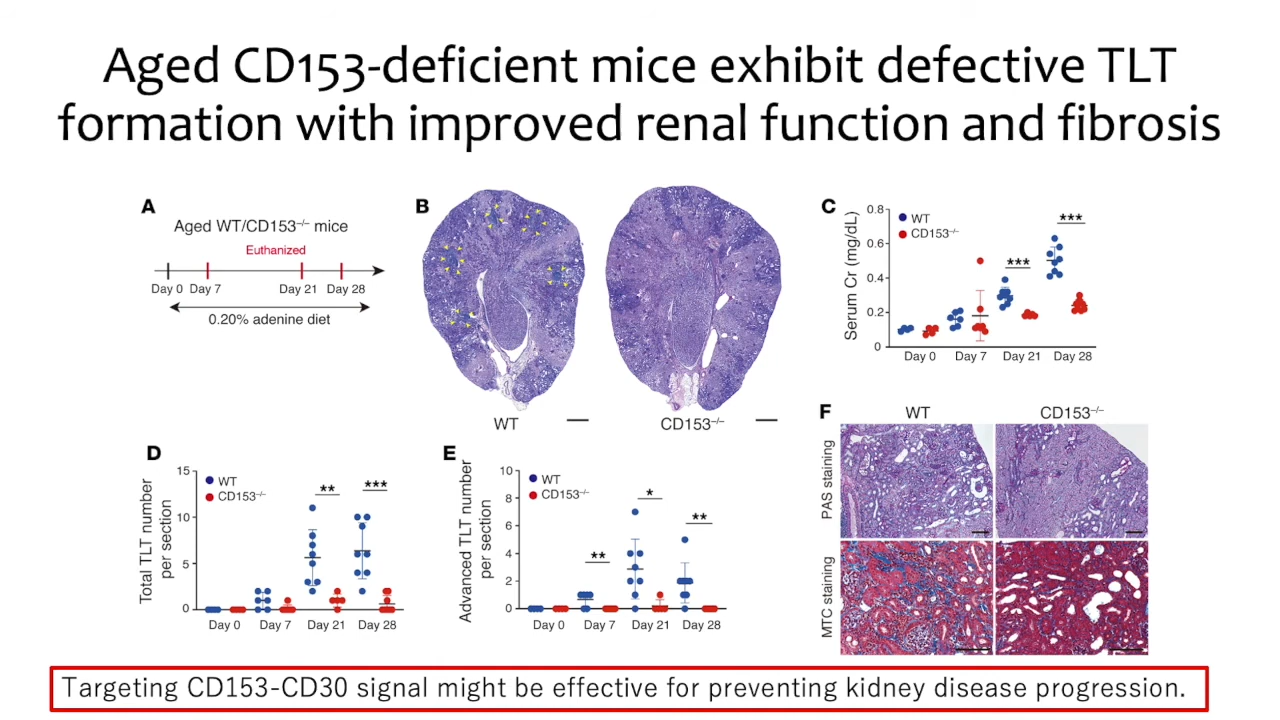 Aged CD153-deficient mice exhibit defective TLT
formation with improved renal function and fibrosis
A
Aged WT/CD153–/– mice
Euthanized
Day 0 Day 7 Day 21 Day 28
0.20% adenine diet
B
WT
CD153–/–
C
Serum Cr (mg/dL)
0.8
0.6
0.4
0.2
0
WT
CD153–/–
***
***
Day 0 Day 7 Day 21 Day 28
D
Total TLT number
per section
15
10
5
0
WT
CD153–/–
**
***
Day 0 Day 7 Day 21 Day 28
E
Advanced TLT number
per section
10
8
6
4
2
0
WT
CD153–/–
**
*
**
Day 0 Day 7 Day 21 Day 28
F
WT
CD153–/–
PAS staining
MTC staining
Targeting CD153-CD30 signal might be effective for preventing kidney disease progression.